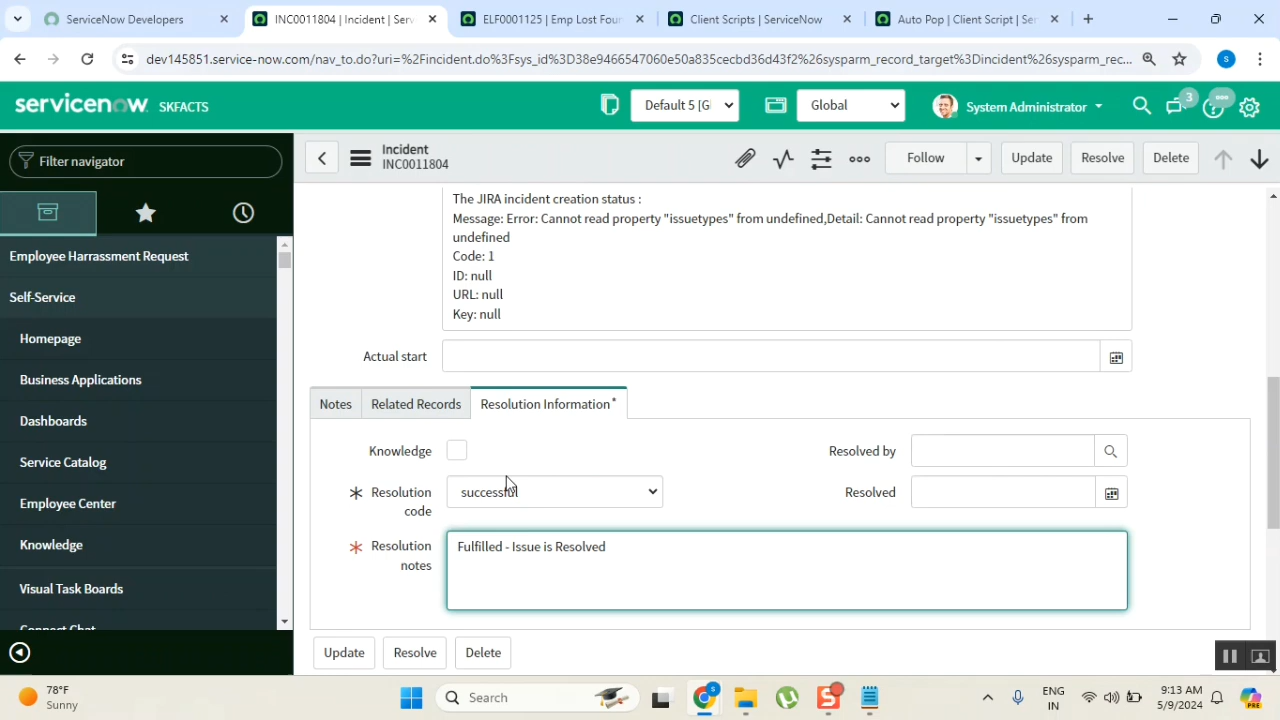 ServiceNow Developers
INC0011804 | Incident | Serv
ELF0001125 | Emp Lost Four
Client Scripts | ServiceNow
Auto Pop | Client Script | Ser
dev145851.service-now.com/nav_to.do?uri=%2Fincident.do%3Fsys_id%3D38e9466547060e50a835cecbd36d43f2%26sysparm_record_target%3Dincident%26sysparm_rec...
servicenow SKFACTS
Default 5 [G
Global
System Administrator
3
Filter navigator
Incident
INC0011804
Follow
Update
Resolve
Delete
Employee Harrassment Request
Self-Service
Homepage
Business Applications
Dashboards
Service Catalog
Employee Center
Knowledge
Visual Task Boards
Connect Chat
The JIRA incident creation status :
Message: Error: Cannot read property "issuetypes" from undefined,Detail: Cannot read property "issuetypes" from
undefined
Code: 1
ID: null
URL: null
Key: null
Actual start
Notes
Related Records
Resolution Information*
Knowledge
Resolved by
Resolution
code
successful
Resolved
Resolution
notes
Fulfilled - Issue is Resolved
Update
Resolve
Delete
78°F
Sunny
Search
ENG
IN
9:13 AM
5/9/2024